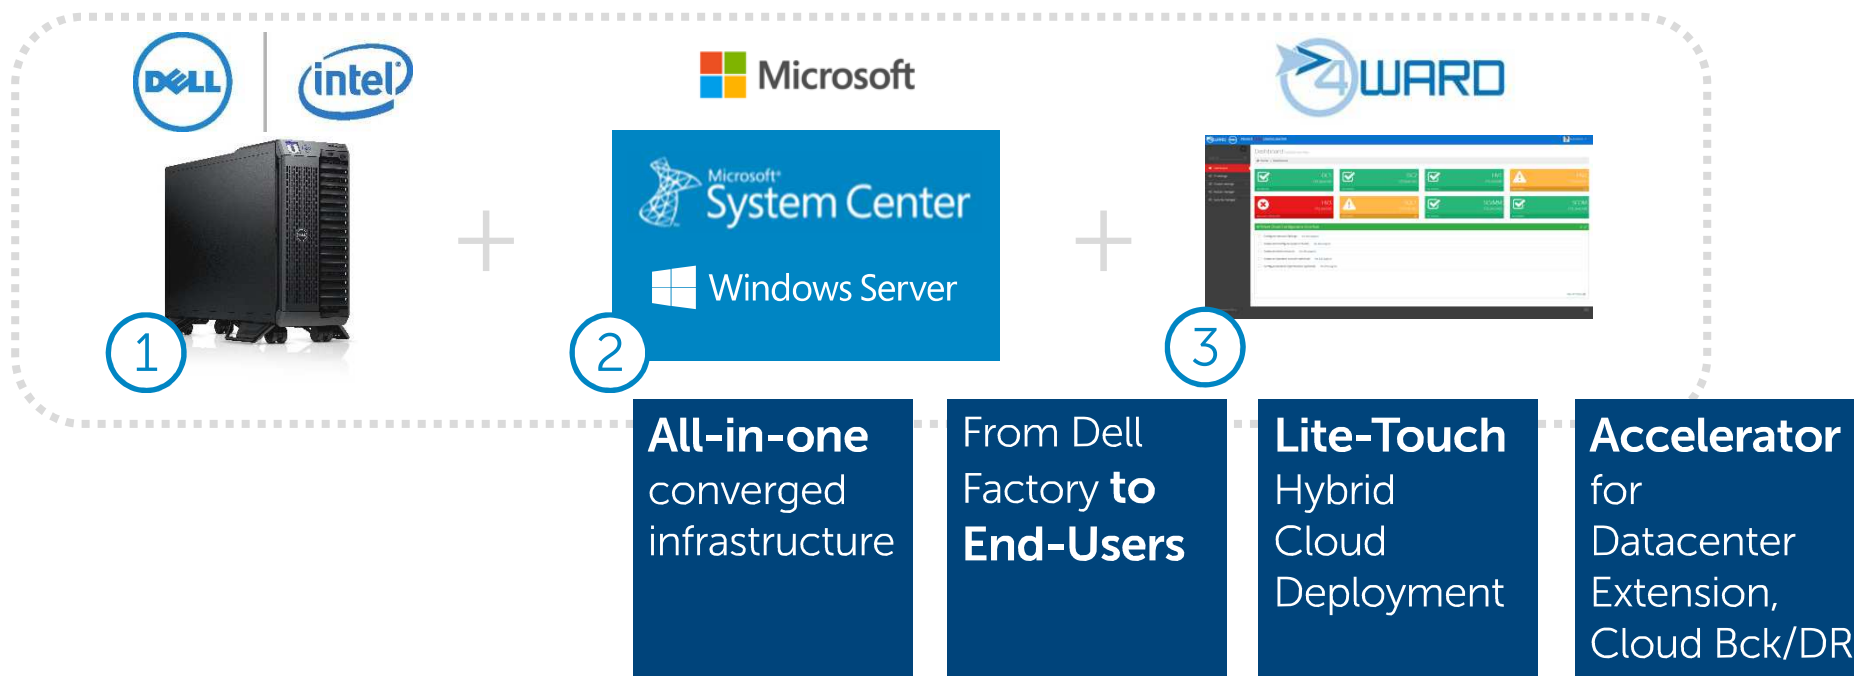 DELL
intel
Microsoft
4WARD
Microsoft
System Center
Windows Server
Dashboard
1
2
3
All-in-one
converged
infrastructure
From Dell
Factory to
End-Users
Lite-Touch
Hybrid
Cloud
Deployment
Accelerator
for
Datacenter
Extension,
Cloud Bck/DR